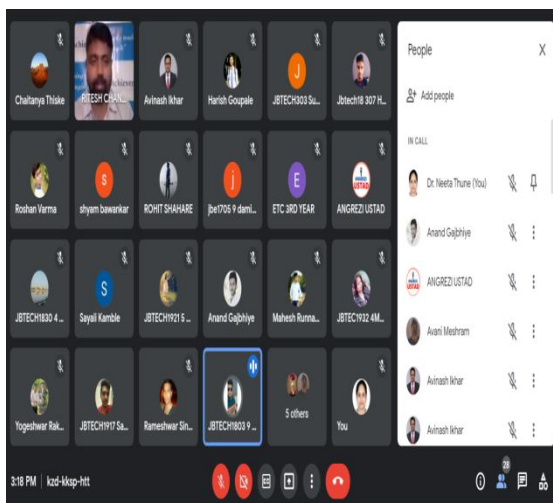 Chaitanya Thiske
RITESH CHAN...
Avinash Ikhar
Harish Goupale
JBTECH303 Su...
Jbtech18 307 H...
J
Roshan Varma
shyam bawankar
ROHIT SHAHARE
jbe1705 9 dami...
ETC 3RD YEAR
ANGREZI USTAD
s
j
E
ANGREZI
USTAD
JBTECH1830 4 ...
Sayali Kamble
JBTECH1921 5 ...
Anand Gajbhiye
Mahesh Runna...
JBTEC1932 4M...
S
Yogeshwar Rak...
JBTECH1917 Sa...
Rameshwar Sin...
JBTECH1803 9 ...
5 others
You
People
Add people
IN CALL
Dr. Neeta Thune (You)
Anand Gajbhiye
ANGREZI USTAD
Avani Meshram
Avinash Ikhar
Avinash Ikhar
3:18 PM | kzd-kksp-htt
28